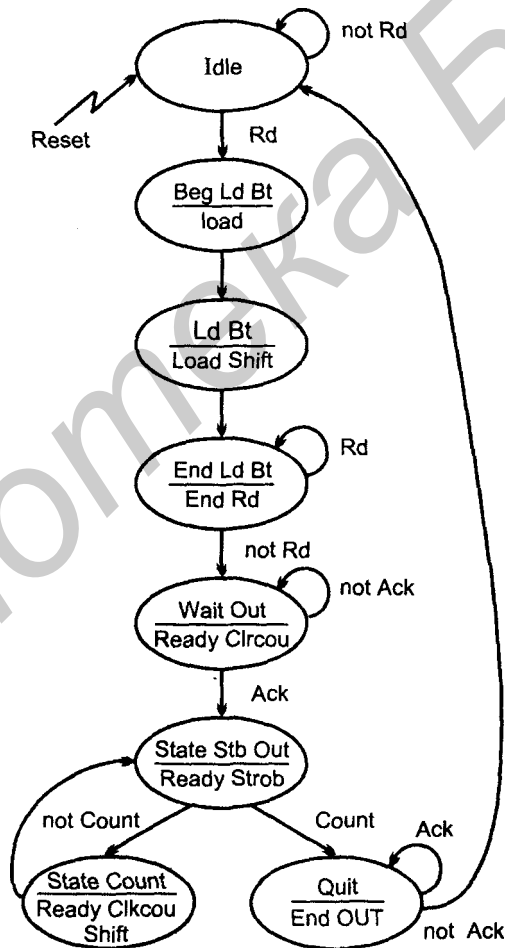 not Rd
Idle
Reset
Rd
Beg Ld Bt
load
Ld Bt
Load Shift
End Ld Bt
End Rd
Rd
not Rd
not Ack
Wait Out
Ready Clrcou
Ack
State Stb Out
Ready Strob
not Count
Count
Ack
State Count
Ready Clkcou
Shift
Quit
End OUT
not Ack
отека Б